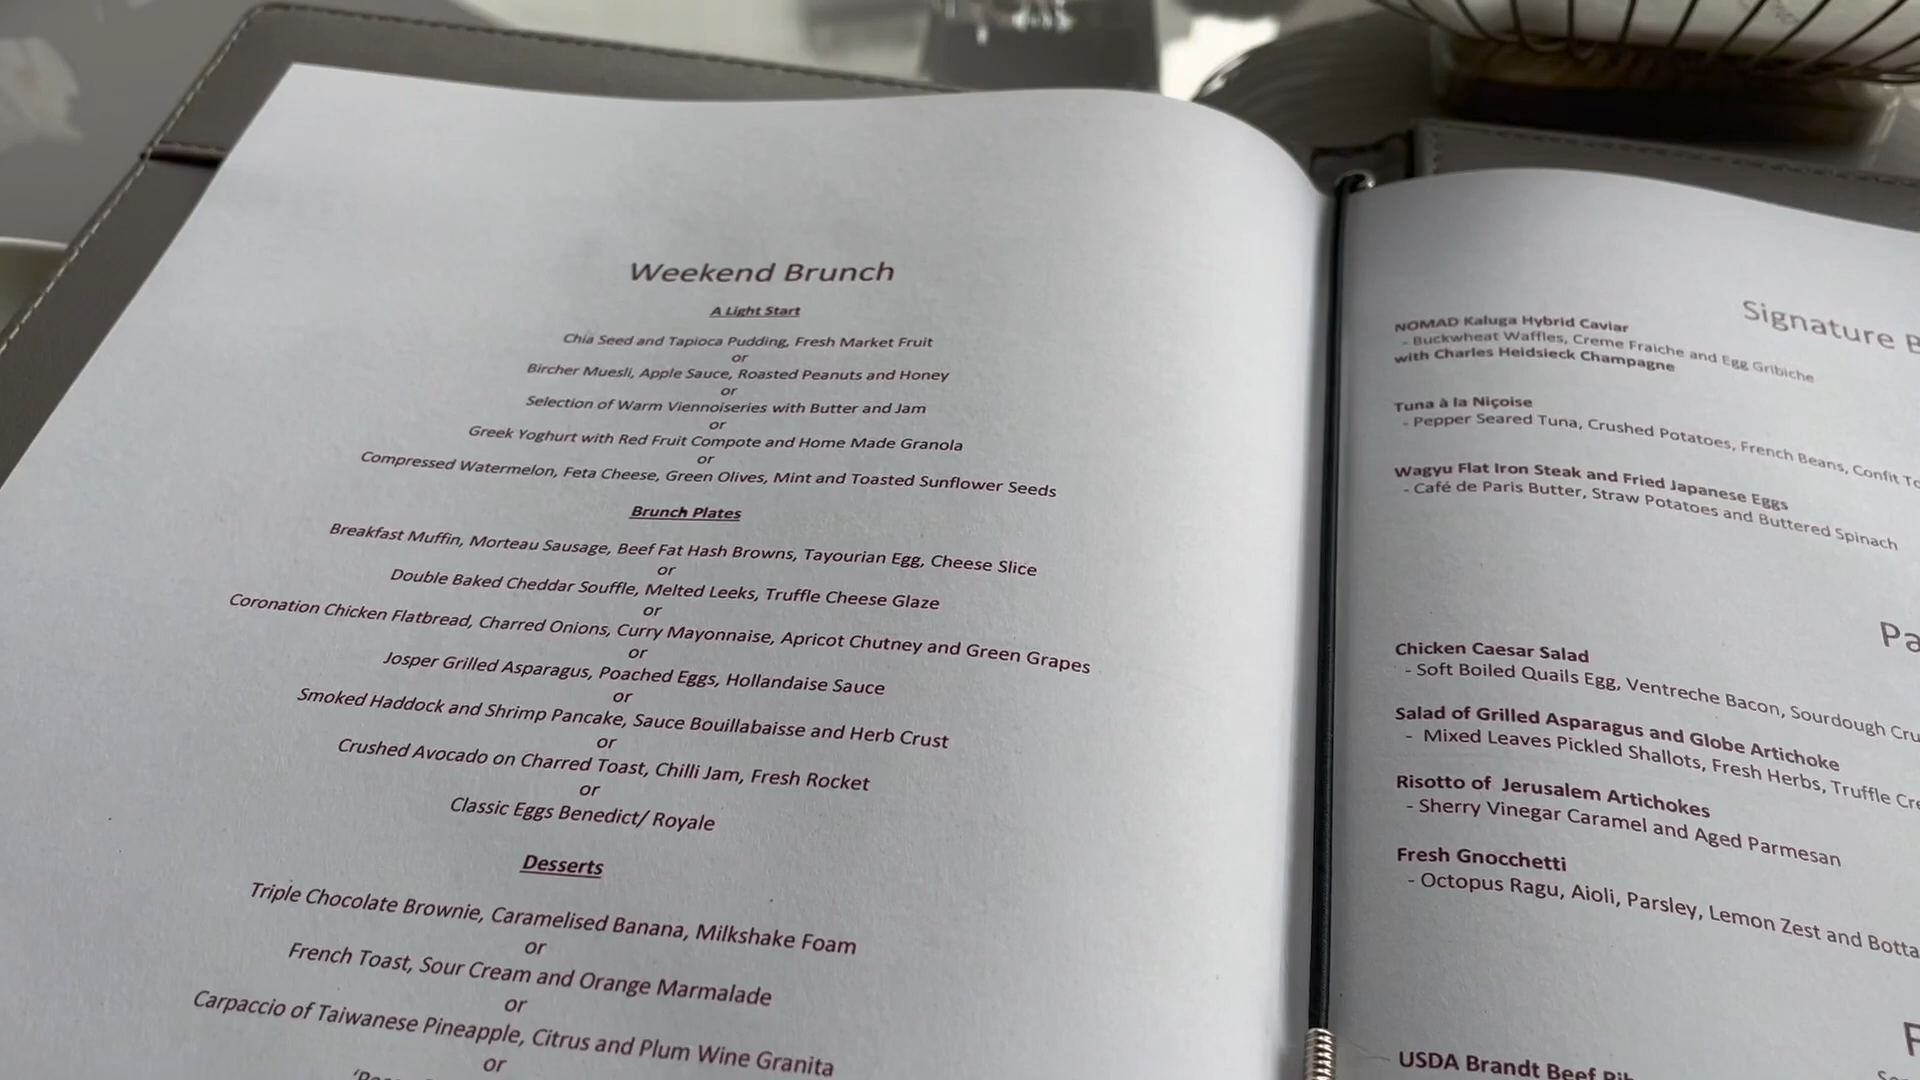 Weekend Brunch
A Light Start
Chia Seed and Tapioca Pudding, Fresh Market Fruit
or
Bircher Muesli, Apple Sauce, Roasted Peanuts and Honey
or
Selection of Warm Viennoiseries with Butter and Jam
or
Greek Yoghurt with Red Fruit Compote and Home Made Granola
or
Compressed Watermelon, Feta Cheese, Green Olives, Mint and Toasted Sunflower Seeds
Brunch Plates
Breakfast Muffin, Morteau Sausage, Beef Fat Hash Browns, Tayourian Egg, Cheese Slice
or
Double Baked Cheddar Souffle, Melted Leeks, Truffle Cheese Glaze
or
Coronation Chicken Flatbread, Charred Onions, Curry Mayonnaise, Apricot Chutney and Green Grapes
or
Josper Grilled Asparagus, Poached Eggs, Hollandaise Sauce
or
Smoked Haddock and Shrimp Pancake, Sauce Bouillabaisse and Herb Crust
or
Crushed Avocado on Charred Toast, Chilli Jam, Fresh Rocket
or
Classic Eggs Benedict/ Royale
Desserts
Triple Chocolate Brownie, Caramelised Banana, Milkshake Foam
or
French Toast, Sour Cream and Orange Marmalade
or
Carpaccio of Taiwanese Pineapple, Citrus and Plum Wine Granita
or
Signature
NOMAD Kaluga Hybrid Caviar
- Buckwheat Waffles, Creme Fraiche and Egg Gribiche
with Charles Heidsieck Champagne
Tuna à la Niçoise
- Pepper Seared Tuna, Crushed Potatoes, French Beans, Confit
Wagyu Flat Iron Steak and Fried Japanese Eggs
- Café de Paris Butter, Straw Potatoes and Buttered Spinach
Chicken Caesar Salad
- Soft Boiled Quails Egg, Ventreche Bacon, Sourdough
Salad of Grilled Asparagus and Globe Artichoke
- Mixed Leaves Pickled Shallots, Fresh Herbs, Truffle
Risotto of Jerusalem Artichokes
- Sherry Vinegar Caramel and Aged Parmesan
Fresh Gnocchetti
- Octopus Ragu, Aioli, Parsley, Lemon Zest and
USDA Brandt Beef